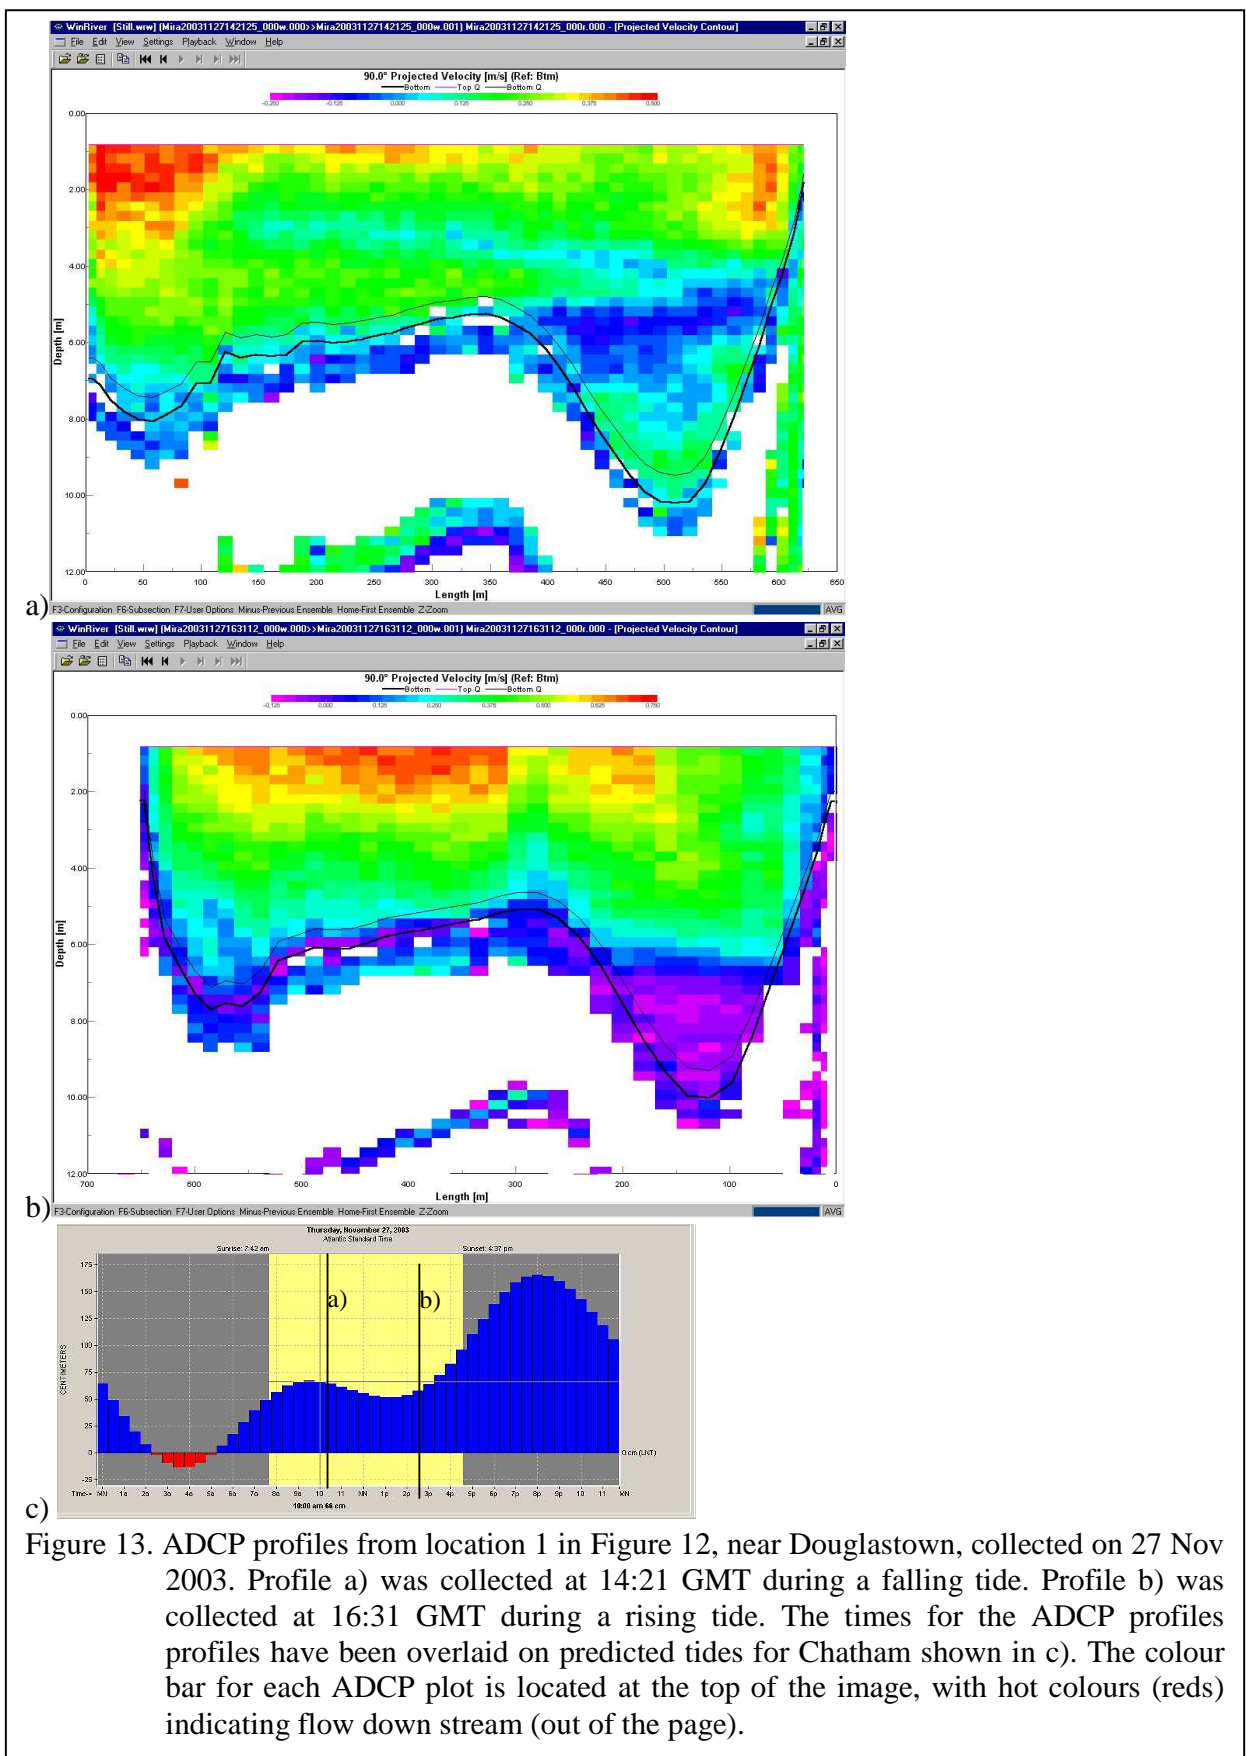 WinRiver [Still.wrw] (Mira20031127142125_000w.000>>Mira20031127142125_000w.001) Mira20031127142125_000r.000 - [Projected Velocity Contour]
File Edit View Settings Playback Window Help
90.0° Projected Velocity [m/s] (Ref: Btm)
Bottom Top Q Bottom Q
-0.250 -0.125 0.000 0.125 0.250 0.375 0.500
0.00
2.00
4.00
6.00
8.00
10.00
12.00
Depth [m]
0 50 100 150 200 250 300 350 400 450 500 550 600 650
Length [m]
a)
F3-Configuration F6-Subsection F7-User Options Minus-Previous Ensemble Home-First Ensemble Z-Zoom AVG
WinRiver [Still.wrw] (Mira20031127163112_000w.000>>Mira20031127163112_000w.001) Mira20031127163112_000r.000 - [Projected Velocity Contour]
File Edit View Settings Playback Window Help
90.0° Projected Velocity [m/s] (Ref: Btm)
Bottom Top Q Bottom Q
-0.125 0.000 0.125 0.250 0.375 0.500 0.625 0.750
0.00
2.00
4.00
6.00
8.00
10.00
12.00
Depth [m]
700 600 500 400 300 200 100 0
Length [m]
b)
F3-Configuration F6-Subsection F7-User Options Minus-Previous Ensemble Home-First Ensemble Z-Zoom AVG
Thursday, November 27, 2003
Atlantic Standard Time
Sunrise: 7:42 am Sunset: 4:37 pm
175
150
125
100
75
50
25
0
-25
CENTIMETERS
a) b)
0 cm (LNT)
Time-> MN 1a 2a 3a 4a 5a 6a 7a 8a 9a 10 11 NN 1p 2p 3p 4p 5p 6p 7p 8p 9p 10 11 MN
10:00 am 66 cm
c)
Figure 13. ADCP profiles from location 1 in Figure 12, near Douglastown, collected on 27 Nov
2003. Profile a) was collected at 14:21 GMT during a falling tide. Profile b) was
collected at 16:31 GMT during a rising tide. The times for the ADCP profiles
profiles have been overlaid on predicted tides for Chatham shown in c). The colour
bar for each ADCP plot is located at the top of the image, with hot colours (reds)
indicating flow down stream (out of the page).